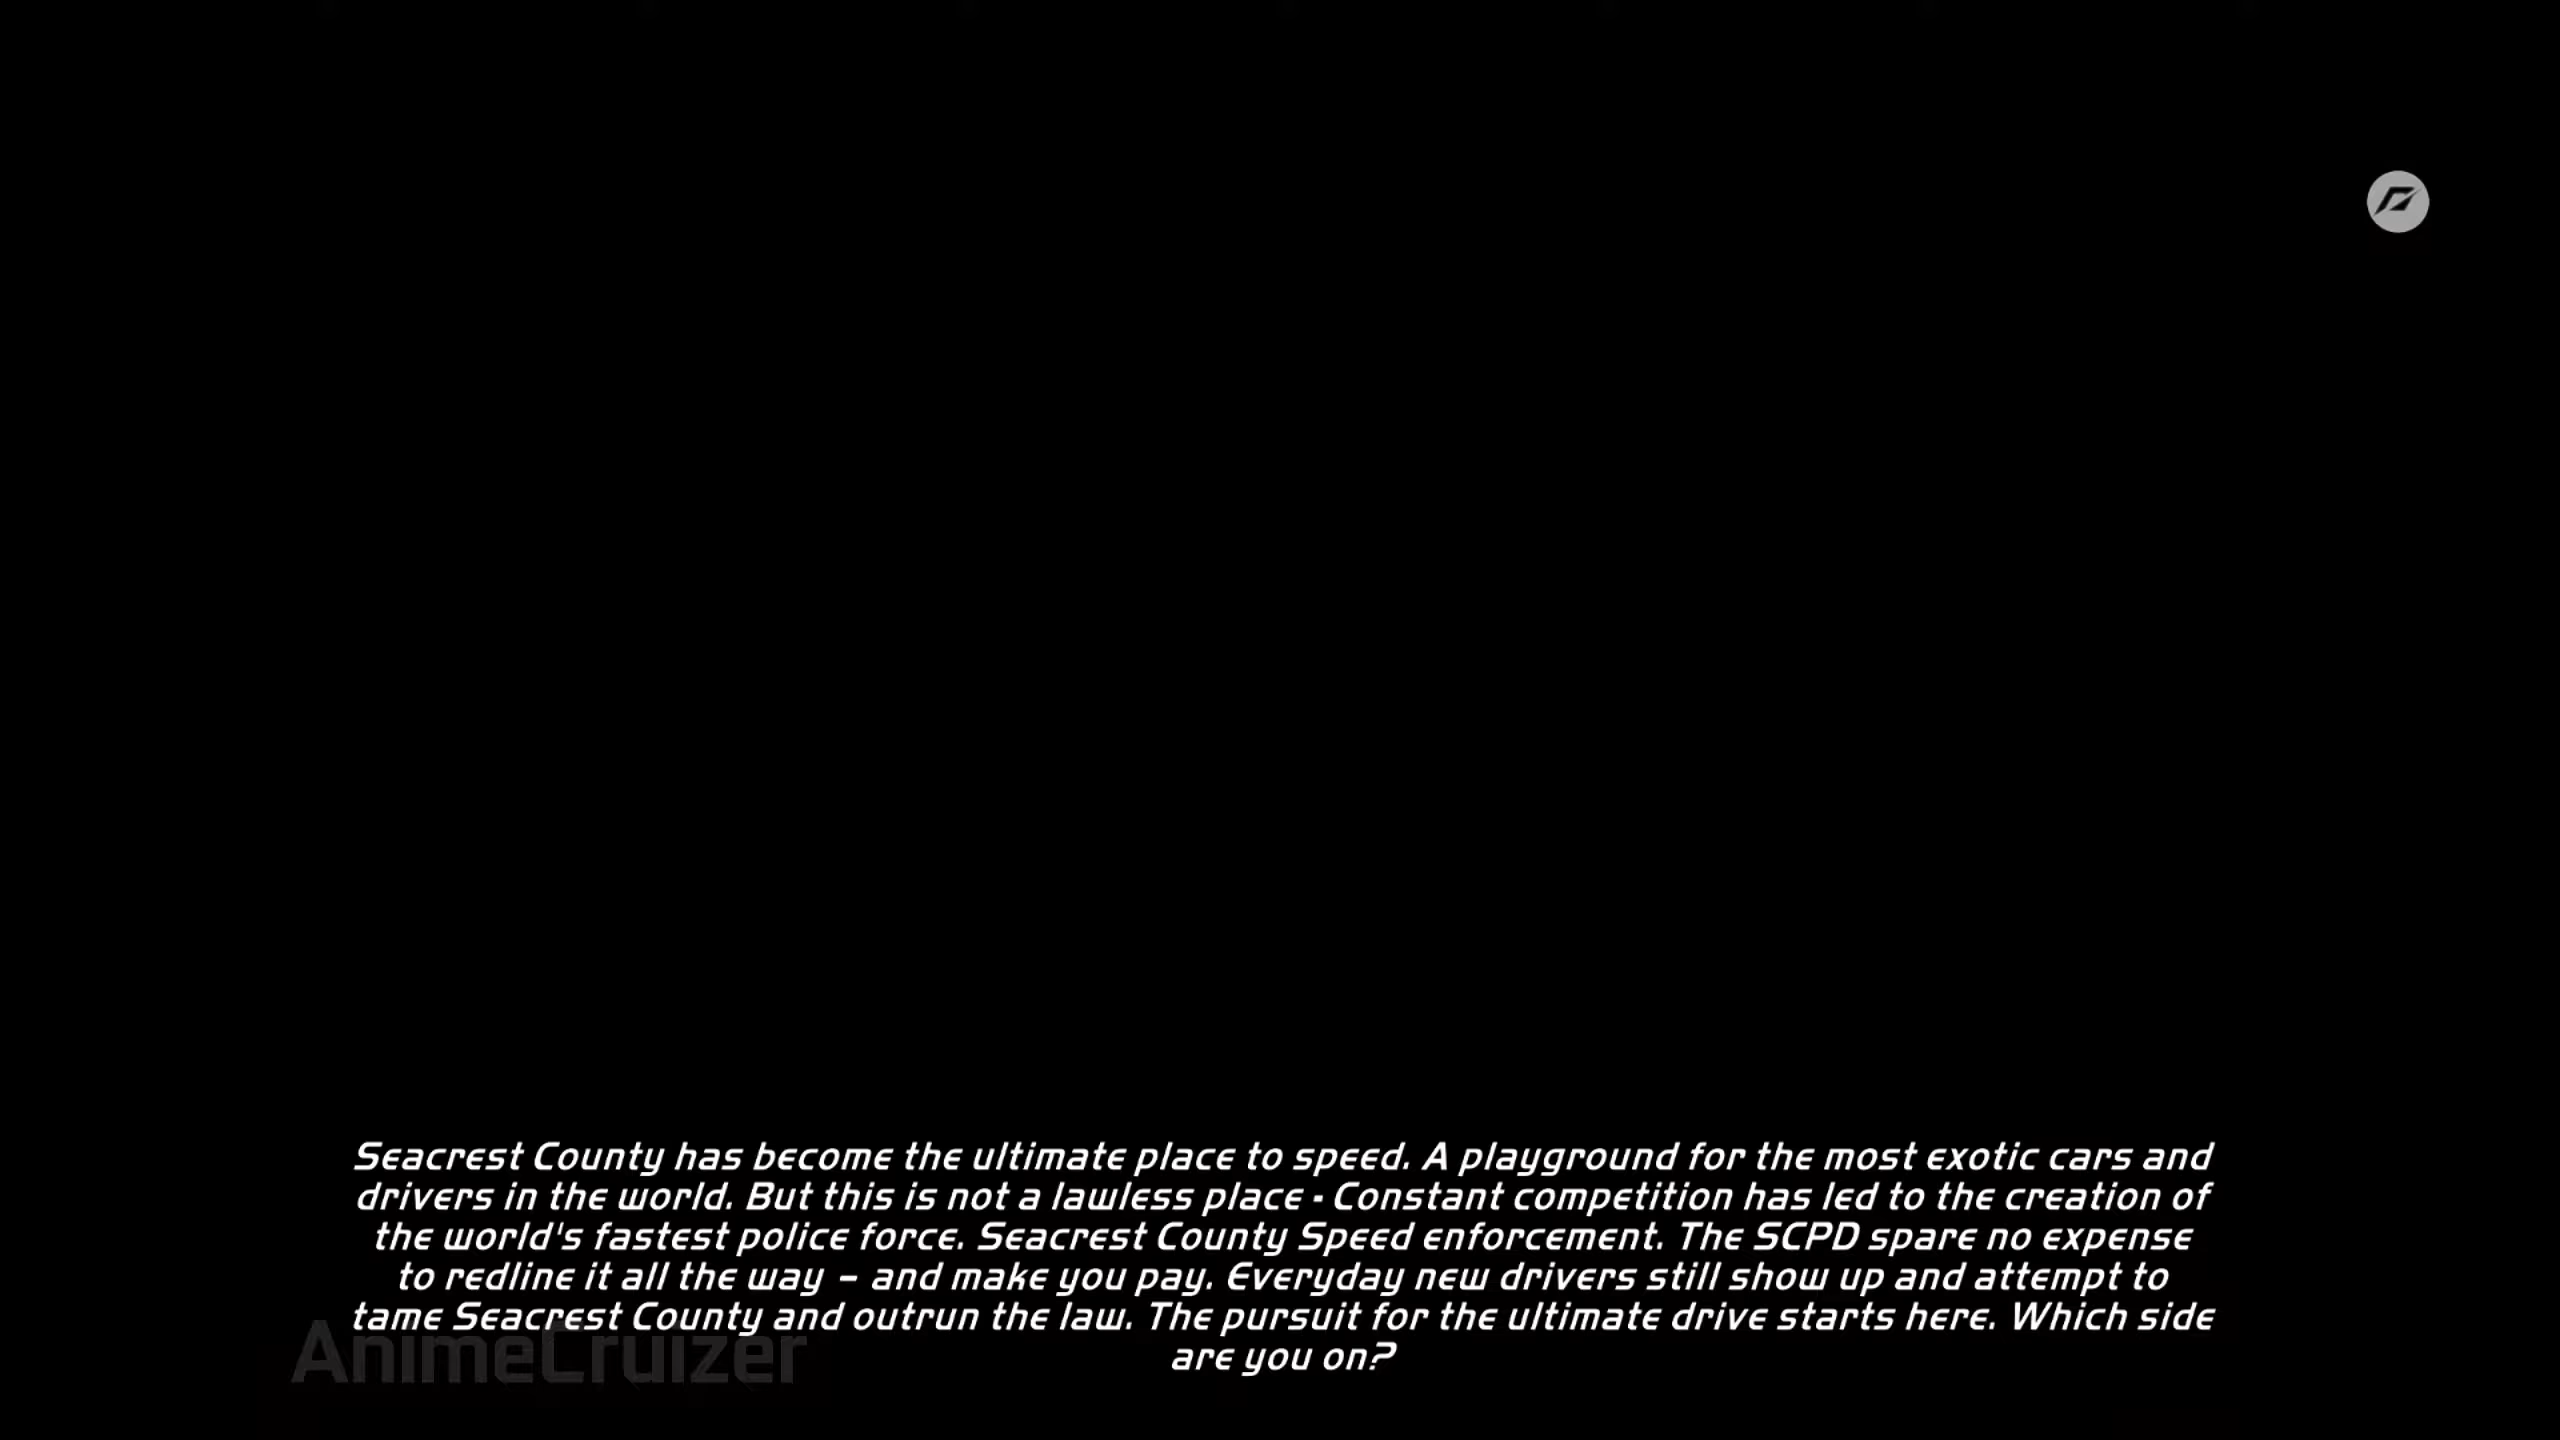 Seacrest County has become the ultimate place to speed. A playground for the most exotic cars and
drivers in the world. But this is not a lawless place - Constant competition has led to the creation of
the world's fastest police force. Seacrest County Speed enforcement. The SCPD spare no expense
to redline it all the way – and make you pay. Everyday new drivers still show up and attempt to
tame Seacrest County and outrun the law. The pursuit for the ultimate drive starts here. Which side
are you on?
AnimeCruizer